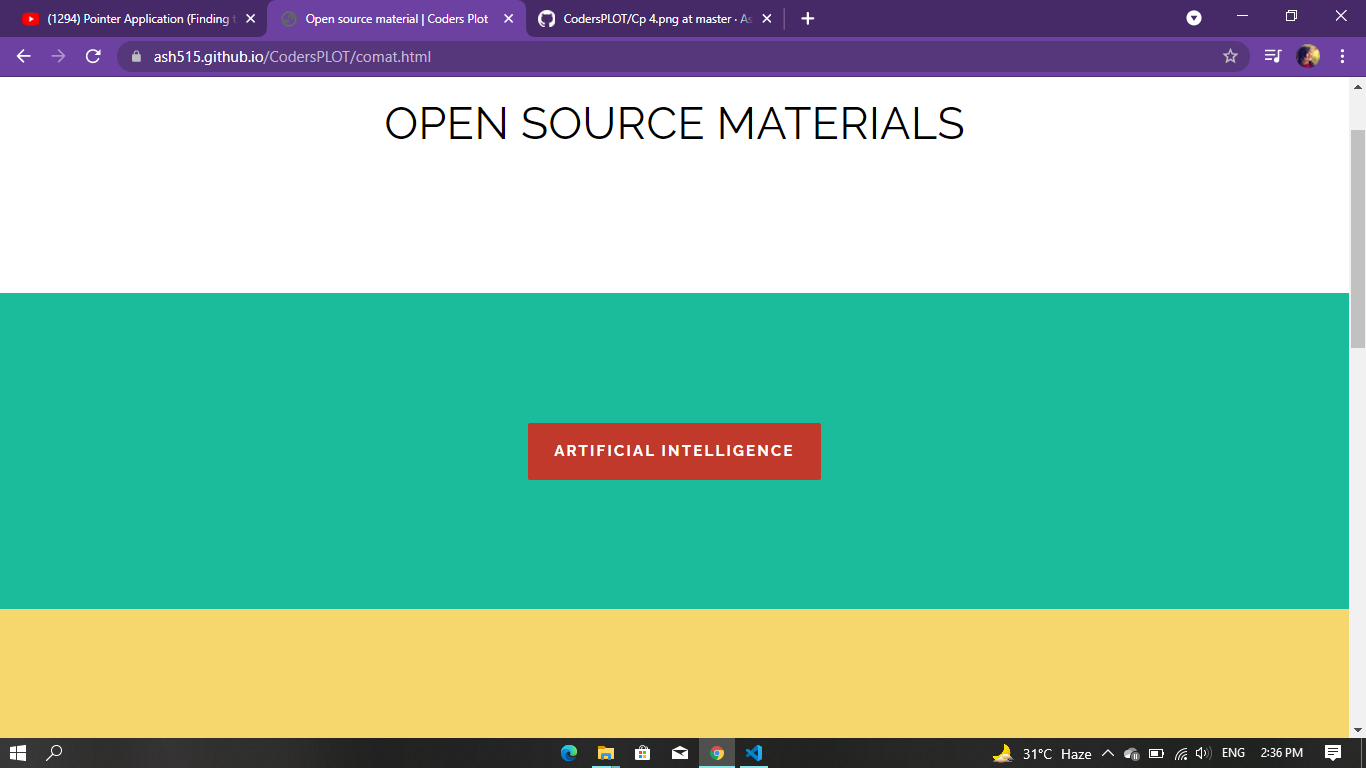 (1294) Pointer Application (Finding t
Open source material | Coders Plot
CodersPLOT/Cp 4.png at master · As
ash515.github.io/CodersPLOT/comat.html
OPEN SOURCE MATERIALS
ARTIFICIAL INTELLIGENCE
31°C Haze
ENG
2:36 PM